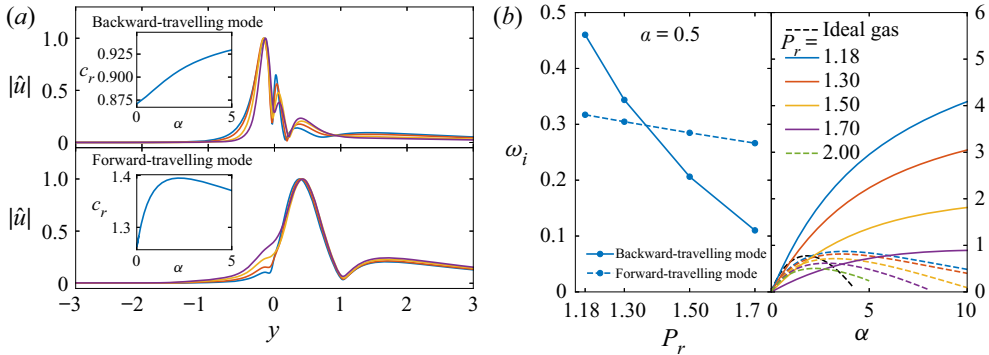 (a)
Backward-travelling mode
1.0
0.925
c_r
0.900
0.875
0
α
5
|û|
0.5
0
Forward-travelling mode
1.0
1.4
c_r
1.3
0
α
5
|û|
0.5
0
−3
−2
−1
0
1
2
3
y
(b)
0.5
0.4
0.3
0.2
0.1
0
ω_i
a = 0.5
Backward-travelling mode
Forward-travelling mode
1.18
1.30
1.50
1.7
P_r
Ideal gas
P_r =
1.18
1.30
1.50
1.70
2.00
6
5
4
3
2
1
0
0
5
10
α